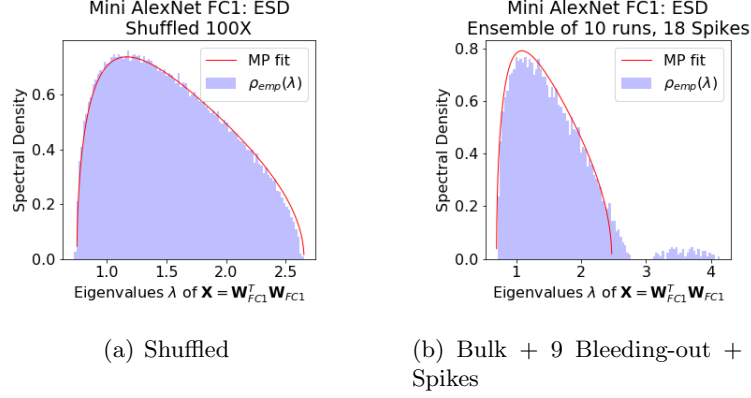 Mini AlexNet FC1: ESD
Shuffled 100X
MP fit
ρemp(λ)
Spectral Density
0.0
0.2
0.4
0.6
1.0
1.5
2.0
2.5
Eigenvalues λ of X = W^T_FC1 W_FC1
(a) Shuffled
Mini AlexNet FC1: ESD
Ensemble of 10 runs, 18 Spikes
MP fit
ρemp(λ)
Spectral Density
0.0
0.2
0.4
0.6
0.8
1
2
3
4
Eigenvalues λ of X = W^T_FC1 W_FC1
(b) Bulk + 9 Bleeding-out +
Spikes